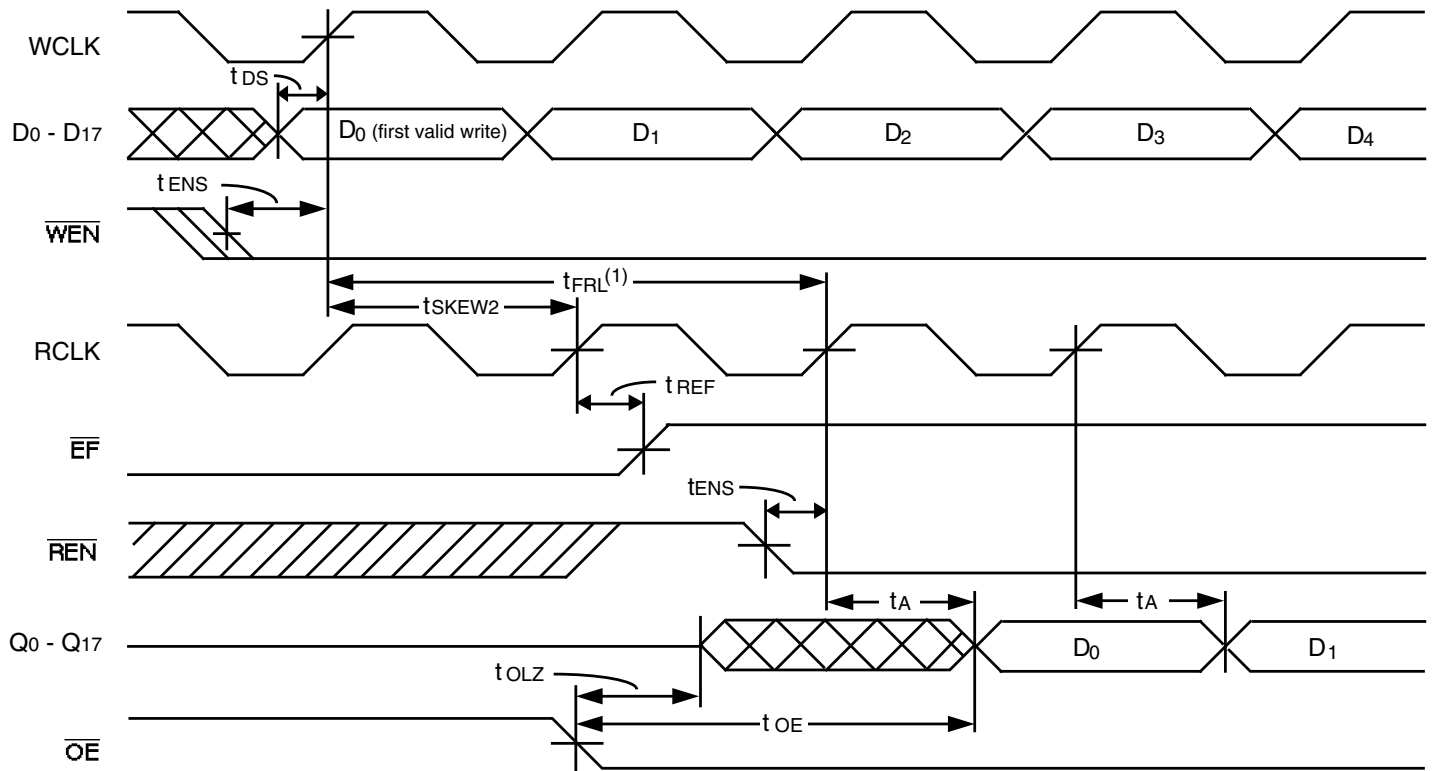 WCLK
tDS
D0 - D17
D0 (first valid write)
D1
D2
D3
D4
tENS
WEN
tFRL(1)
tSKEW2
RCLK
tREF
EF
tENS
REN
tA
tA
Q0 - Q17
D0
D1
tOLZ
tOE
OE